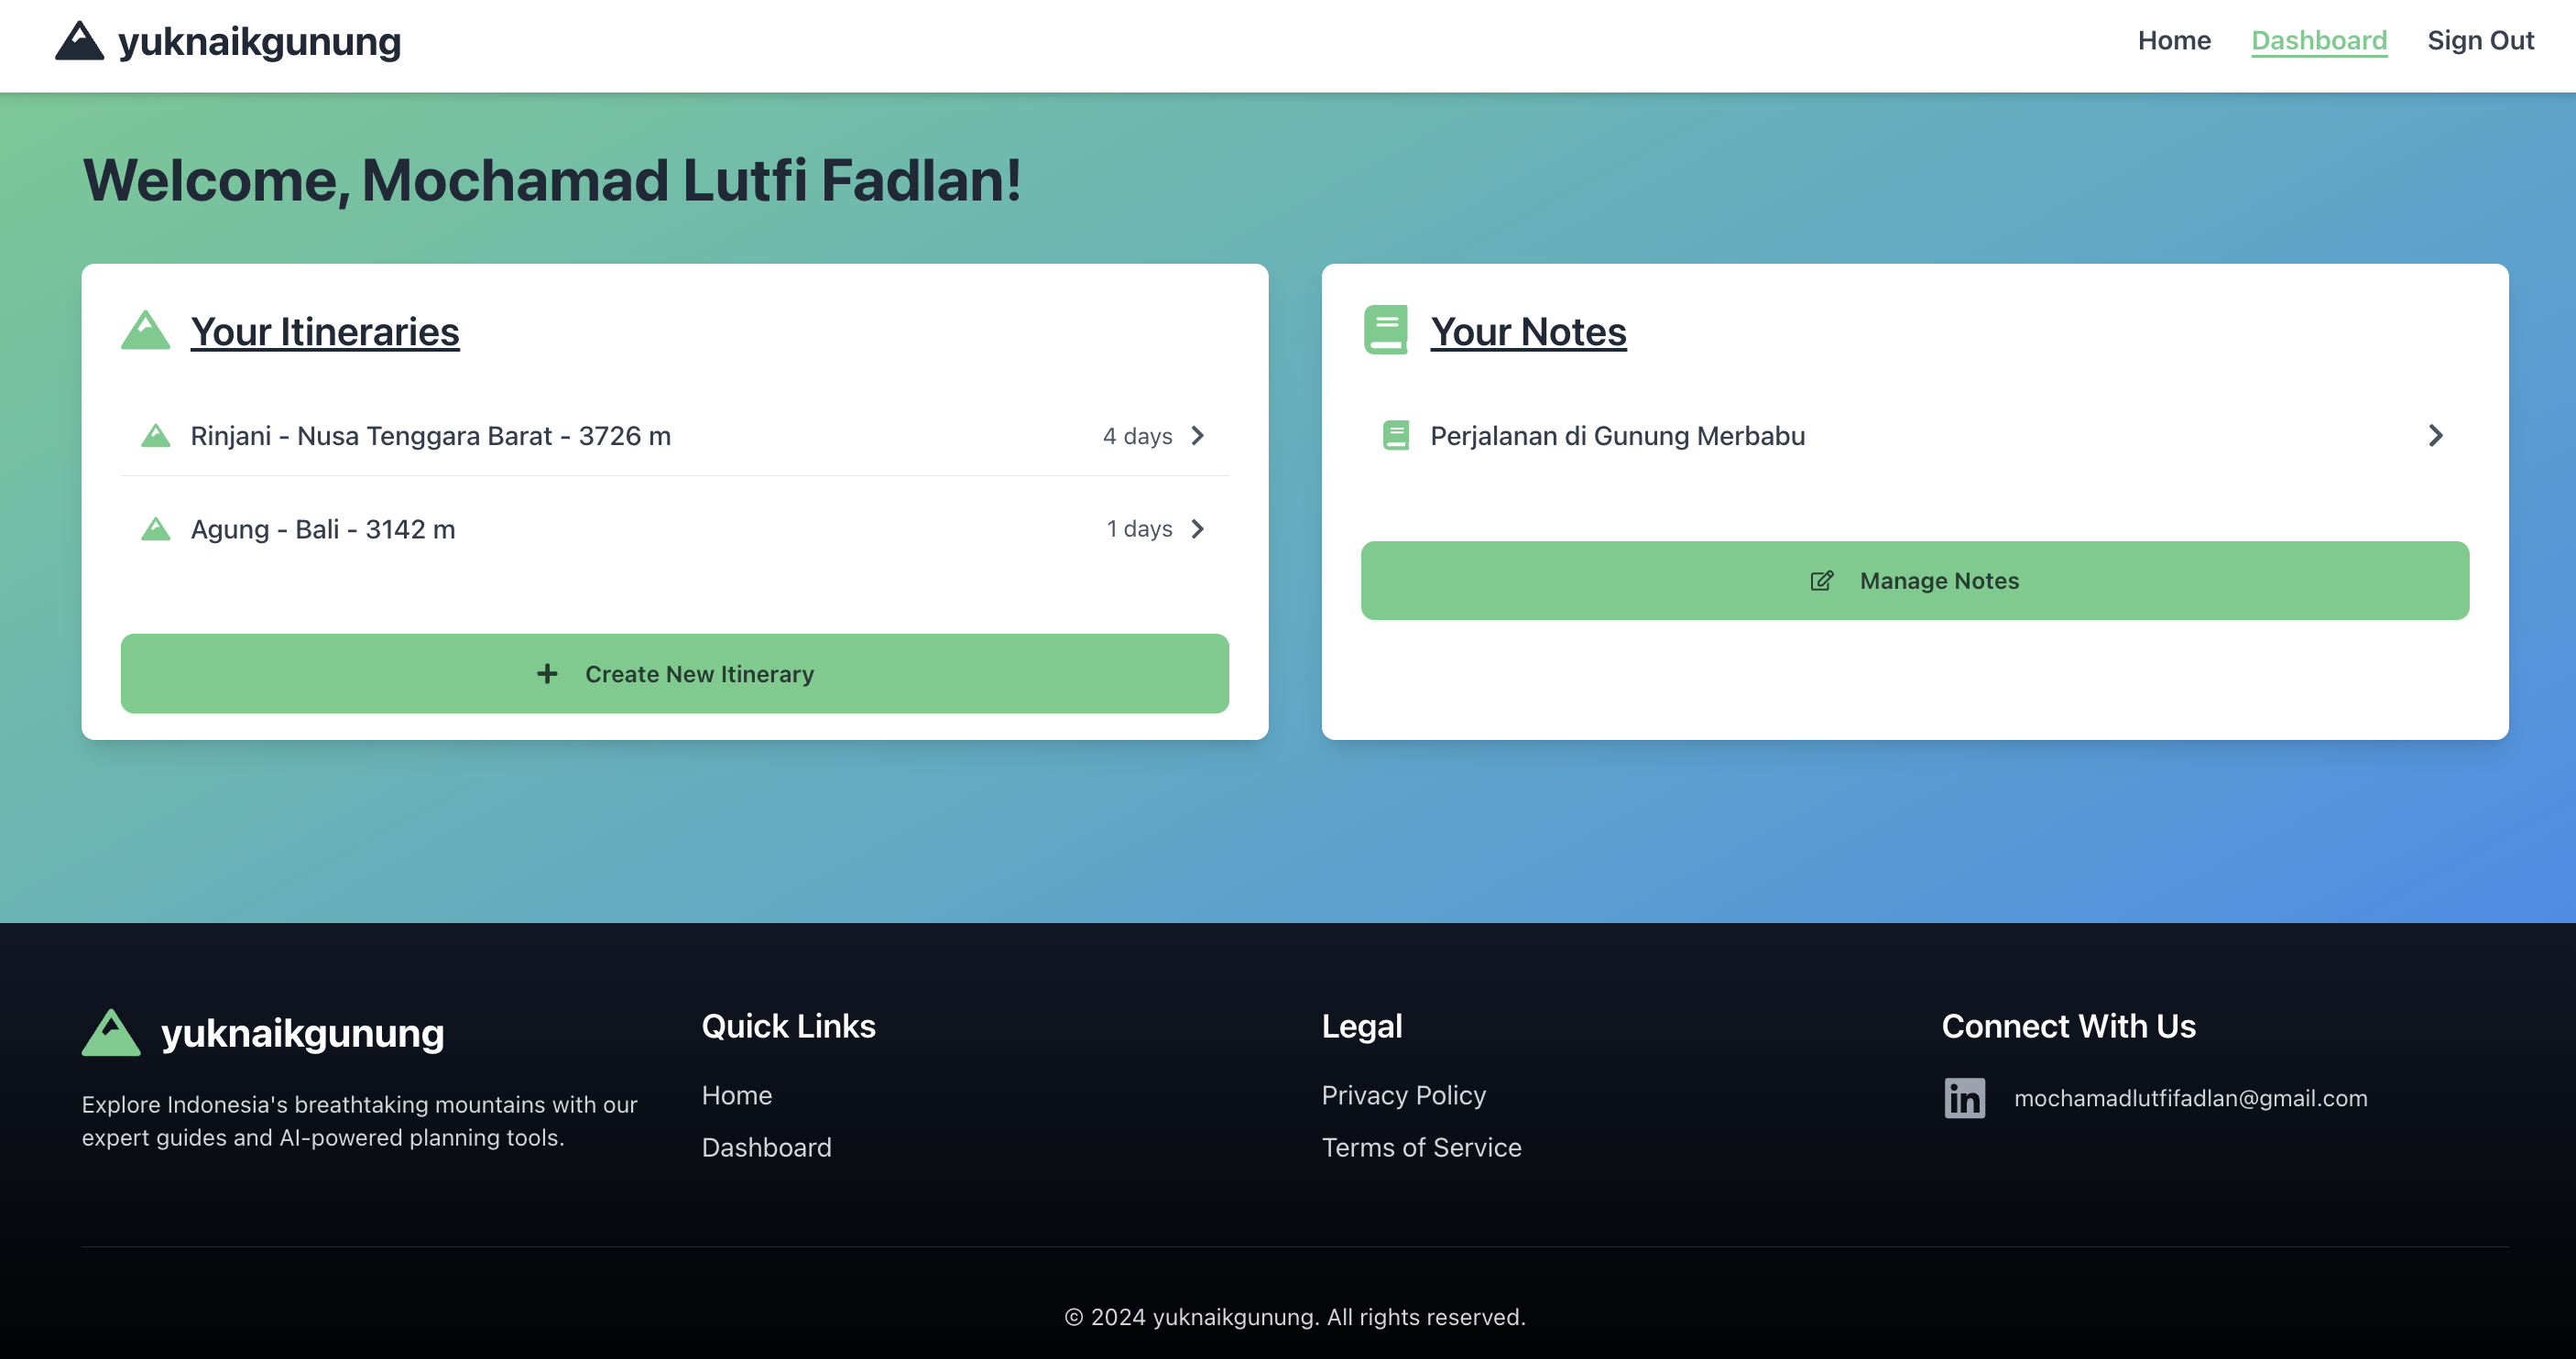 yuknaikgunung
Home Dashboard Sign Out
Welcome, Mochamad Lutfi Fadlan!
Your Itineraries
Rinjani - Nusa Tenggara Barat - 3726 m 4 days
Agung - Bali - 3142 m 1 days
Create New Itinerary
Your Notes
Perjalanan di Gunung Merbabu
Manage Notes
yuknaikgunung
Explore Indonesia's breathtaking mountains with our
expert guides and AI-powered planning tools.
Quick Links
Home
Dashboard
Legal
Privacy Policy
Terms of Service
Connect With Us
in mochamadlutfifadlan@gmail.com
© 2024 yuknaikgunung. All rights reserved.